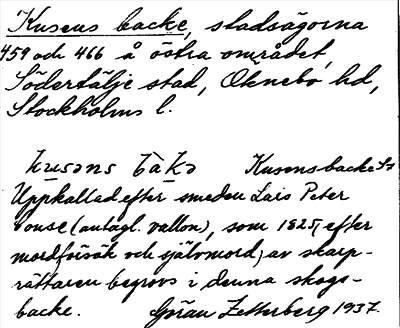 Kusens backe, stadsägorna
459 och 466 å östra området,
Södertälje stad, Öknebo hd,
Stockholms l.
kusəns bàkə Kusensbacke
Uppkallad efter smeden Lars Peter
(antagl. vallon), som 1825, efter
mordförsök och självmord, av skarp-
rättaren begrovs i denna skogs-
backe. Göran Zetterberg 1937.